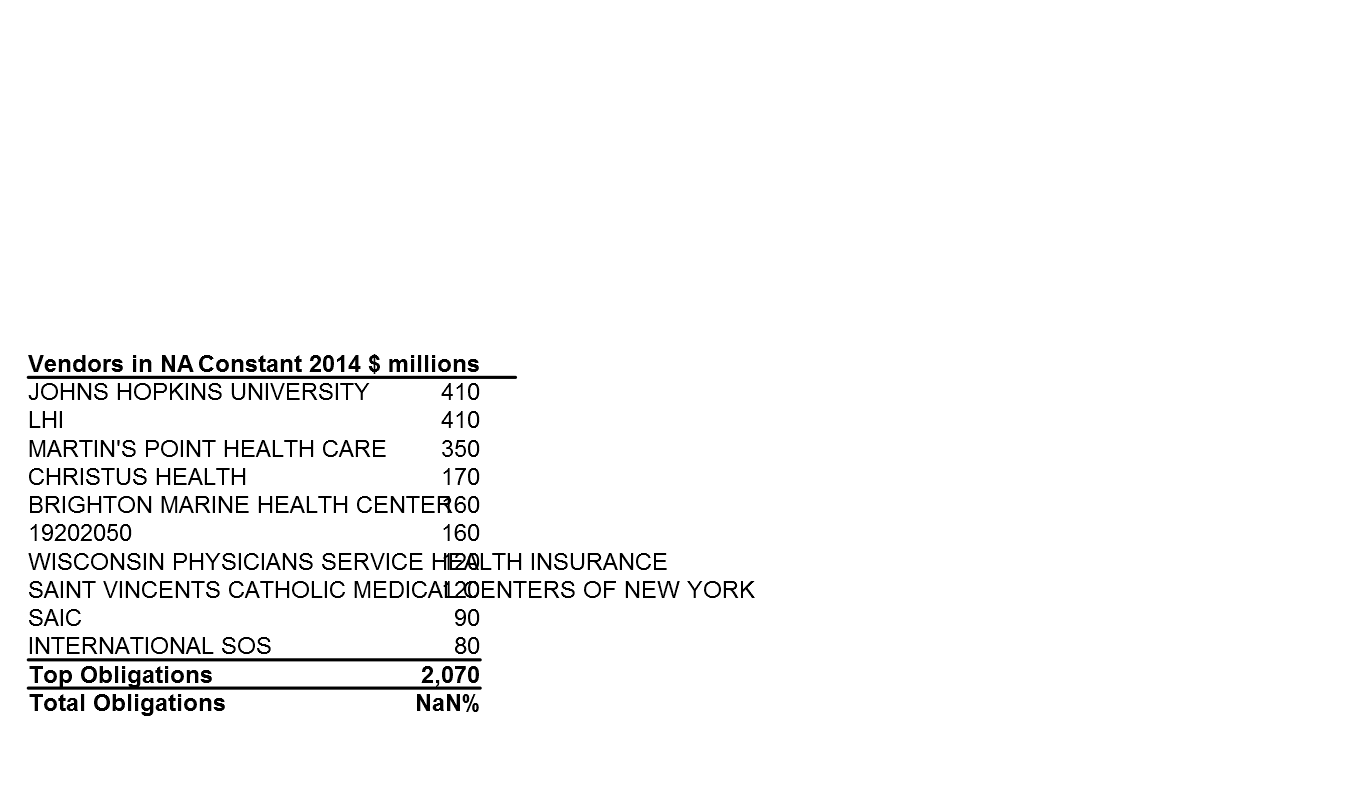 Vendors in NA Constant 2014 $ millions
JOHNS HOPKINS UNIVERSITY 410
LHI 410
MARTIN'S POINT HEALTH CARE 350
CHRISTUS HEALTH 170
BRIGHTON MARINE HEALTH CENTER 160
19202050 160
WISCONSIN PHYSICIANS SERVICE HEALTH INSURANCE 120
SAINT VINCENTS CATHOLIC MEDICAL CENTERS OF NEW YORK 120
SAIC 90
INTERNATIONAL SOS 80
Top Obligations 2,070
Total Obligations NaN%